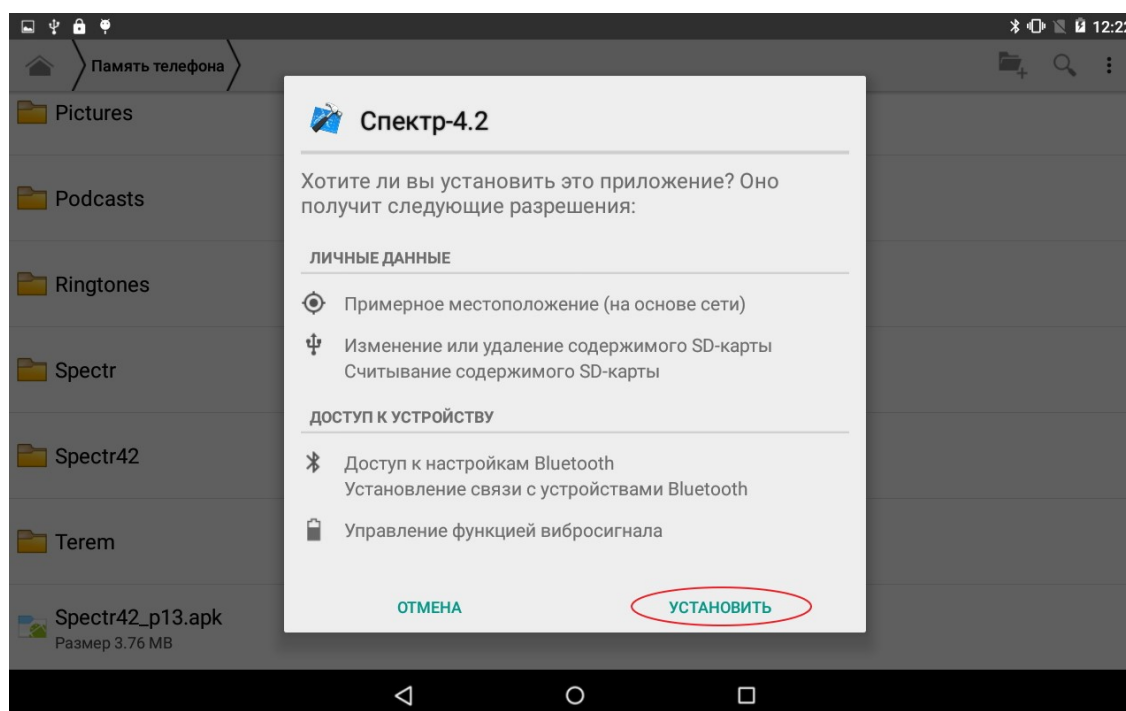 12:22
Память телефона
Pictures
Podcasts
Ringtones
Spectr
Spectr42
Terem
Spectr42_p13.apk
Размер 3.76 MB
Спектр-4.2
Хотите ли вы установить это приложение? Оно
получит следующие разрешения:
ЛИЧНЫЕ ДАННЫЕ
Примерное местоположение (на основе сети)
Изменение или удаление содержимого SD-карты
Считывание содержимого SD-карты
ДОСТУП К УСТРОЙСТВУ
Доступ к настройкам Bluetooth
Установление связи с устройствами Bluetooth
Управление функцией вибросигнала
ОТМЕНА
УСТАНОВИТЬ